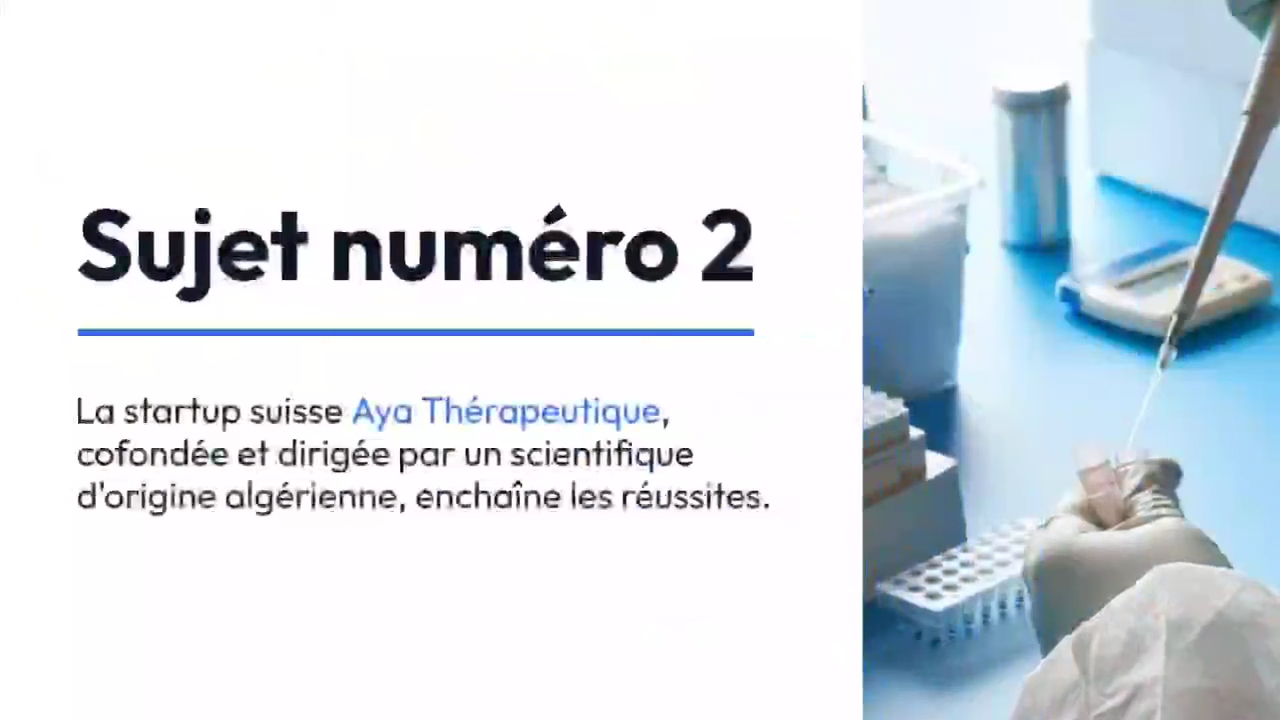 Sujet numéro 2
La startup suisse Aya Thérapeutique,
cofondée et dirigée par un scientifique
d'origine algérienne, enchaîne les réussites.